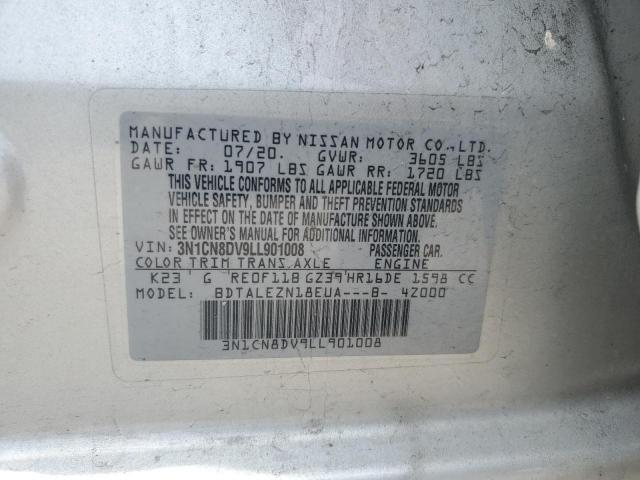 MANUFACTURED BY NISSAN MOTOR CO.,LTD.
DATE: 07/20. GVWR: 3605 LBS
GAWR FR: 1907 LBS GAWR RR: 1720 LBS
THIS VEHICLE CONFORMS TO ALL APPLICABLE FEDERAL MOTOR
VEHICLE SAFETY, BUMPER AND THEFT PREVENTION STANDARDS
IN EFFECT ON THE DATE OF MANUFACTURE SHOWN ABOVE.
SEE OWNER'S MANUAL FOR ADDITIONAL INFORMATION.
VIN: 3N1CN8DV9LL901008 PASSENGER CAR.
COLOR TRIM TRANS.AXLE ENGINE
K23 G RE0F11B GZ39 HR16DE 1598 CC
MODEL: BDTALEZN18EUA---B- 4Z000
3N1CN8DV9LL901008